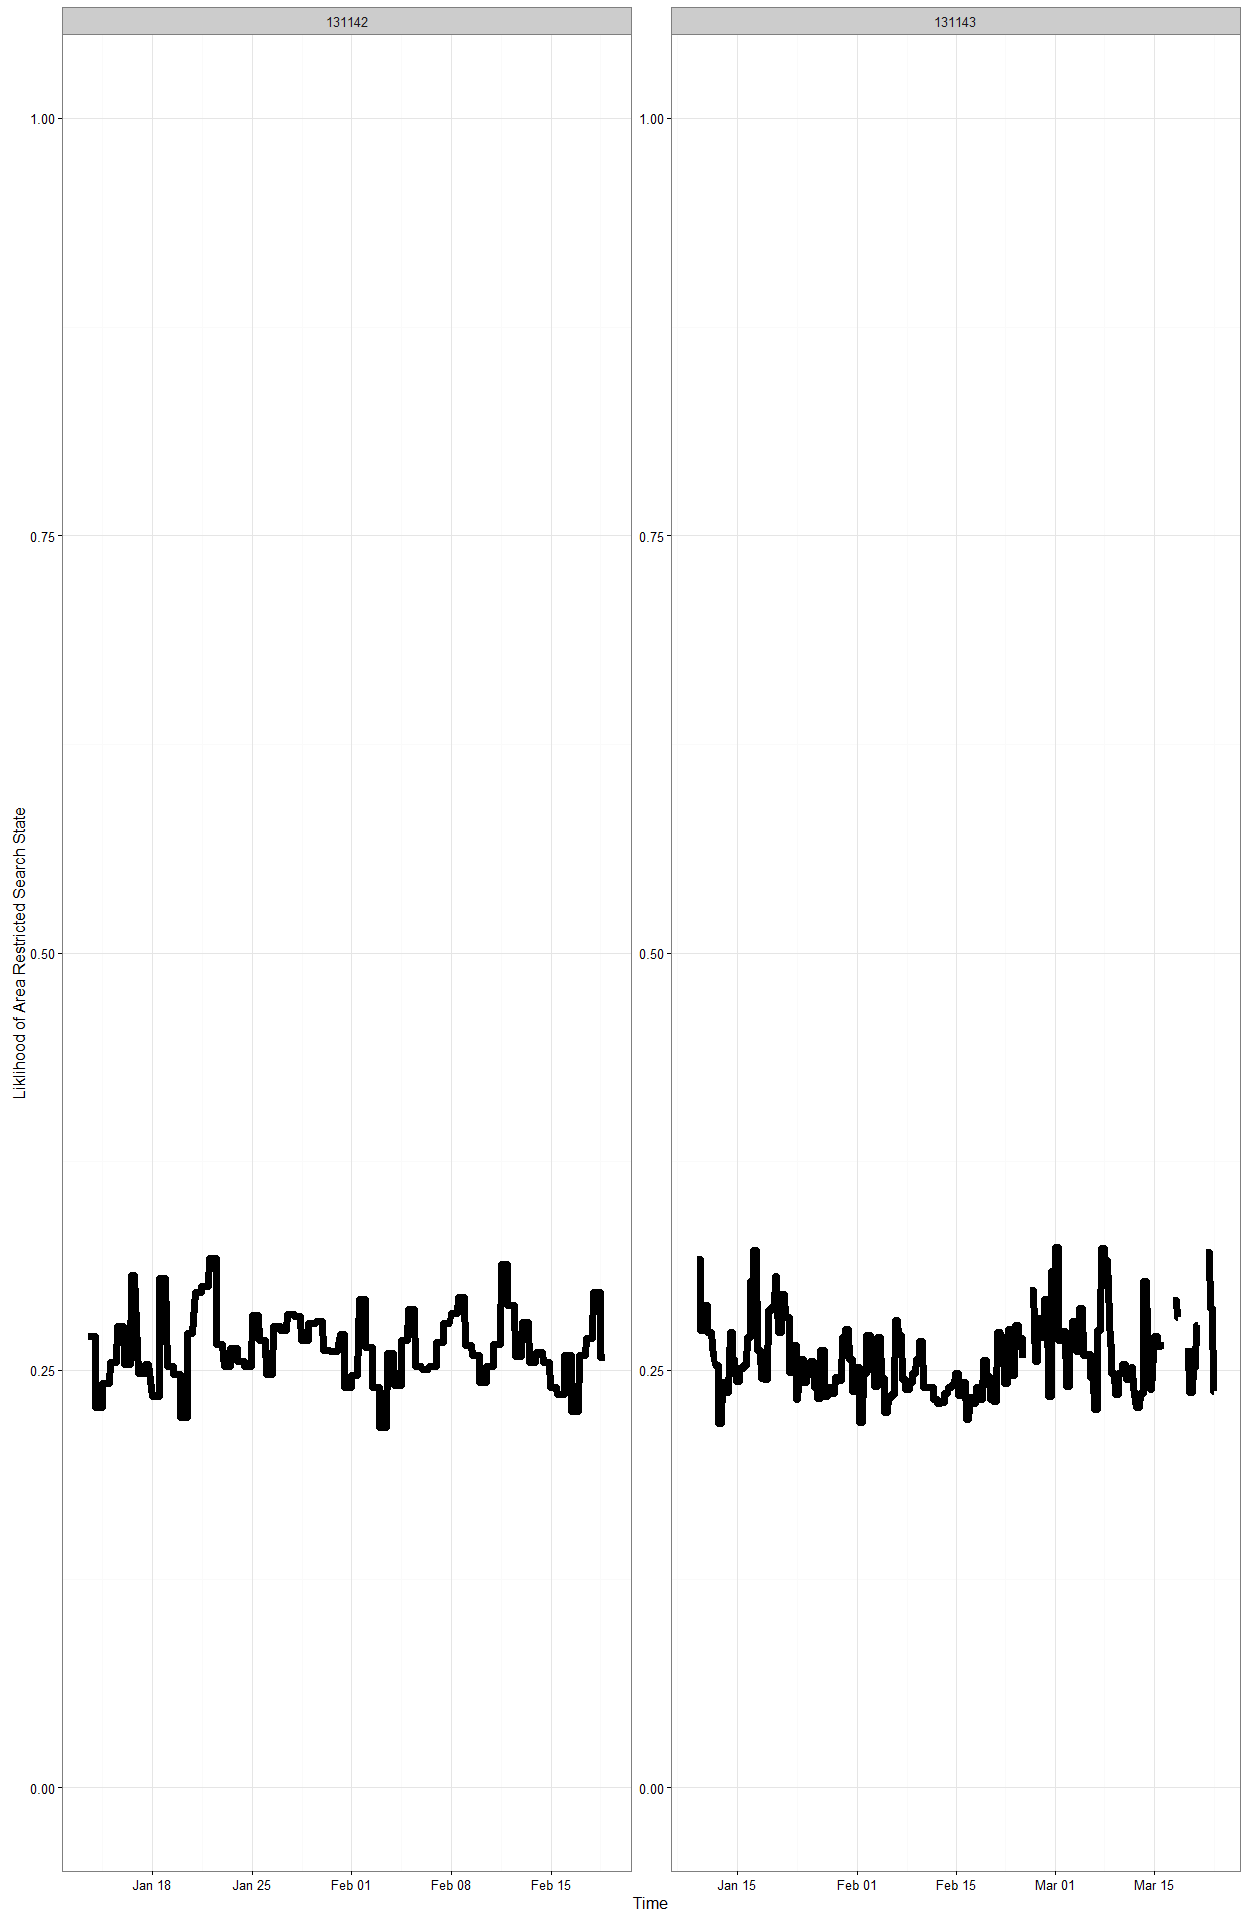 131142
131143
1.00
1.00
0.75
0.75
0.50
0.50
0.25
0.25
0.00
0.00
Liklihood of Area Restricted Search State
Jan 18
Jan 25
Feb 01
Feb 08
Feb 15
Jan 15
Feb 01
Feb 15
Mar 01
Mar 15
Time